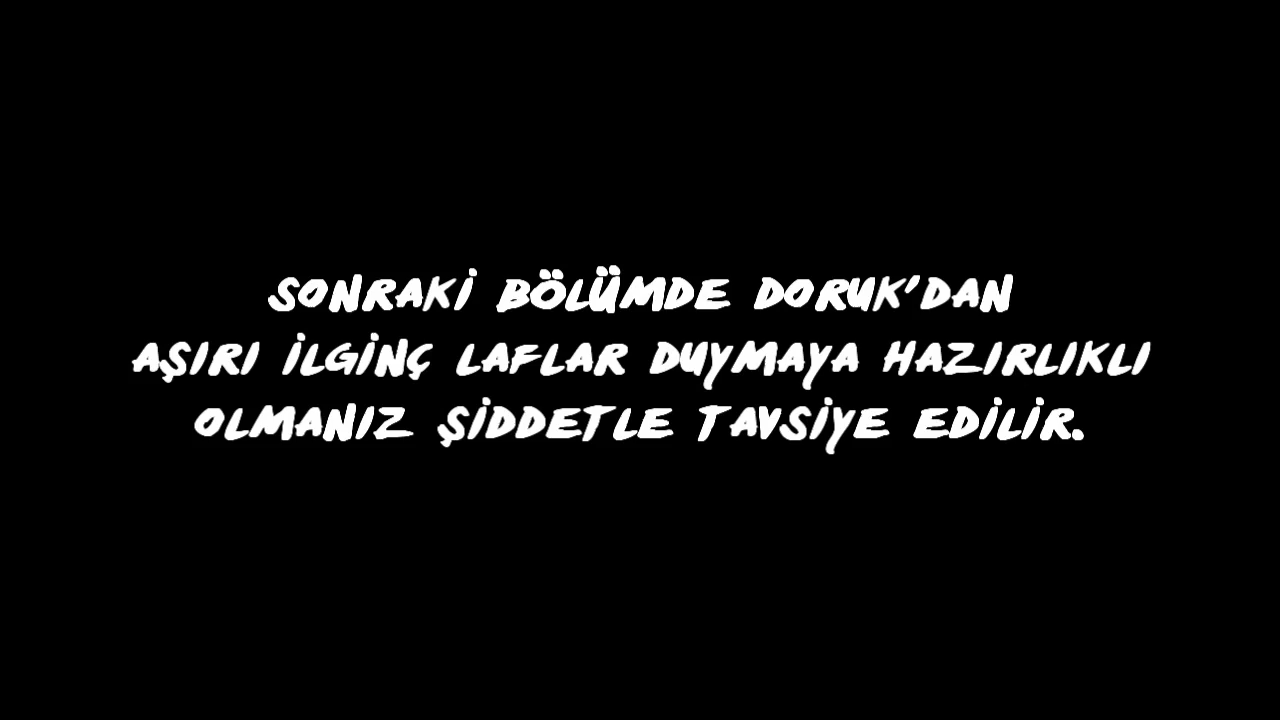 SONRAKİ BÖLÜMDE DORUK'DAN
AŞIRI İLGİNÇ LAFLAR DUYMAYA HAZIRLIKLI
OLMANIZ ŞİDDETLE TAVSİYE EDİLİR.